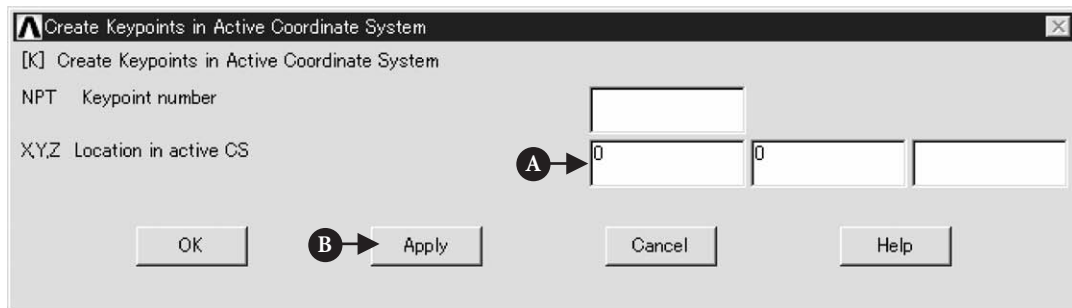 Create Keypoints in Active Coordinate System
[K] Create Keypoints in Active Coordinate System
NPT Keypoint number
X,Y,Z Location in active CS
A 0 0
OK B Apply Cancel Help